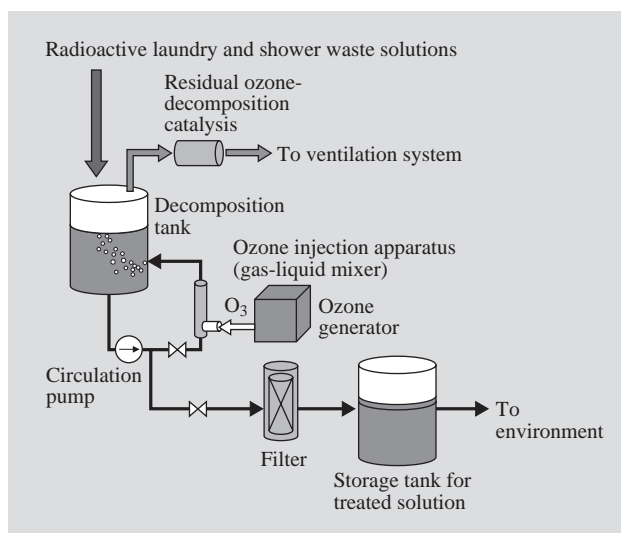 Radioactive laundry and shower waste solutions
Residual ozone-
decomposition
catalysis
To ventilation system
Decomposition
tank
Ozone injection apparatus
(gas-liquid mixer)
O₃
Ozone
generator
Circulation
pump
Filter
To
environment
Storage tank for
treated solution